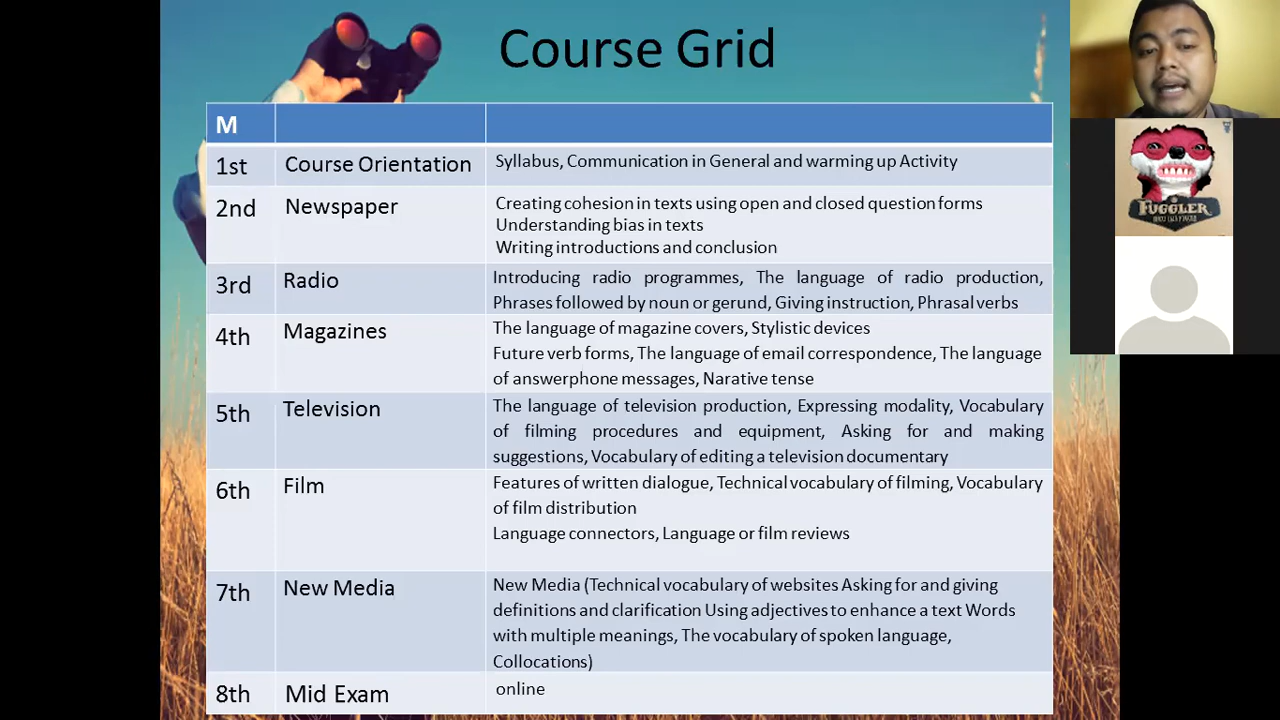 Course Grid
M
1st Course Orientation Syllabus, Communication in General and warming up Activity
2nd Newspaper Creating cohesion in texts using open and closed question forms
Understanding bias in texts
Writing introductions and conclusion
3rd Radio Introducing radio programmes, The language of radio production,
Phrases followed by noun or gerund, Giving instruction, Phrasal verbs
4th Magazines The language of magazine covers, Stylistic devices
Future verb forms, The language of email correspondence, The language
of answerphone messages, Narative tense
5th Television The language of television production, Expressing modality, Vocabulary
of filming procedures and equipment, Asking for and making
suggestions, Vocabulary of editing a television documentary
6th Film Features of written dialogue, Technical vocabulary of filming, Vocabulary
of film distribution
Language connectors, Language or film reviews
7th New Media New Media (Technical vocabulary of websites Asking for and giving
definitions and clarification Using adjectives to enhance a text Words
with multiple meanings, The vocabulary of spoken language,
Collocations)
8th Mid Exam online
FUGGLER